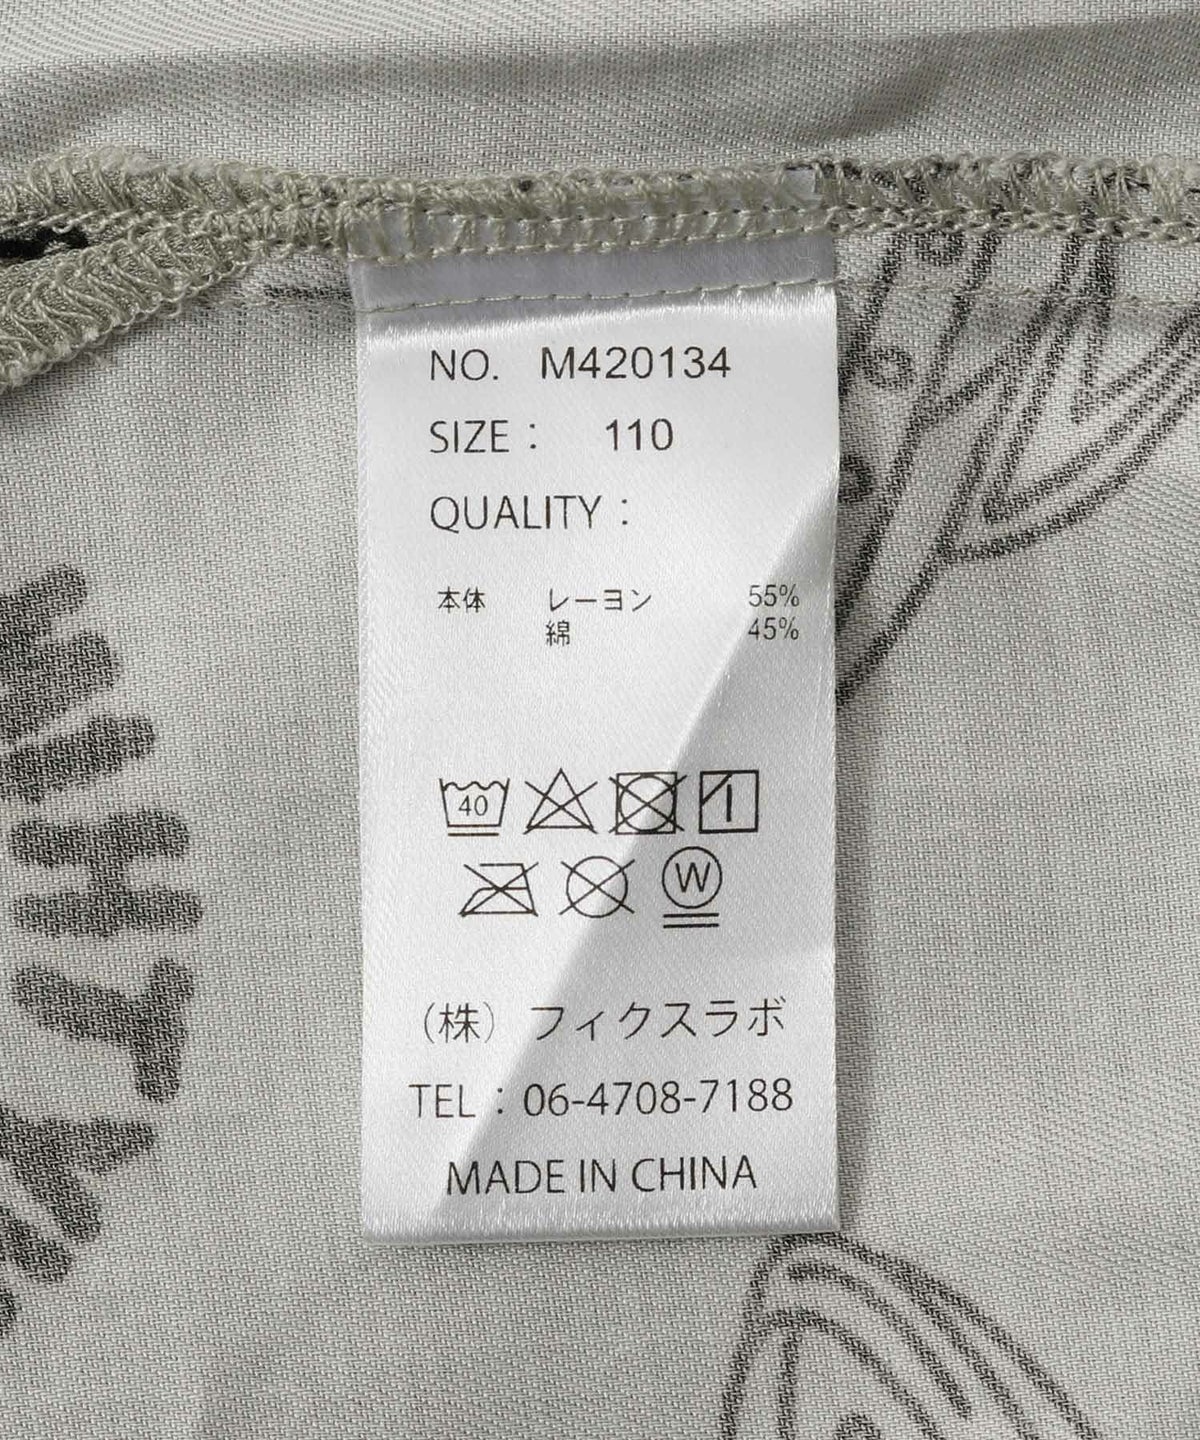 NO. M420134
SIZE : 110
QUALITY :
本体 レーヨン 55%
綿 45%
40
W
(株) フィクスラボ
TEL : 06-4708-7188
MADE IN CHINA